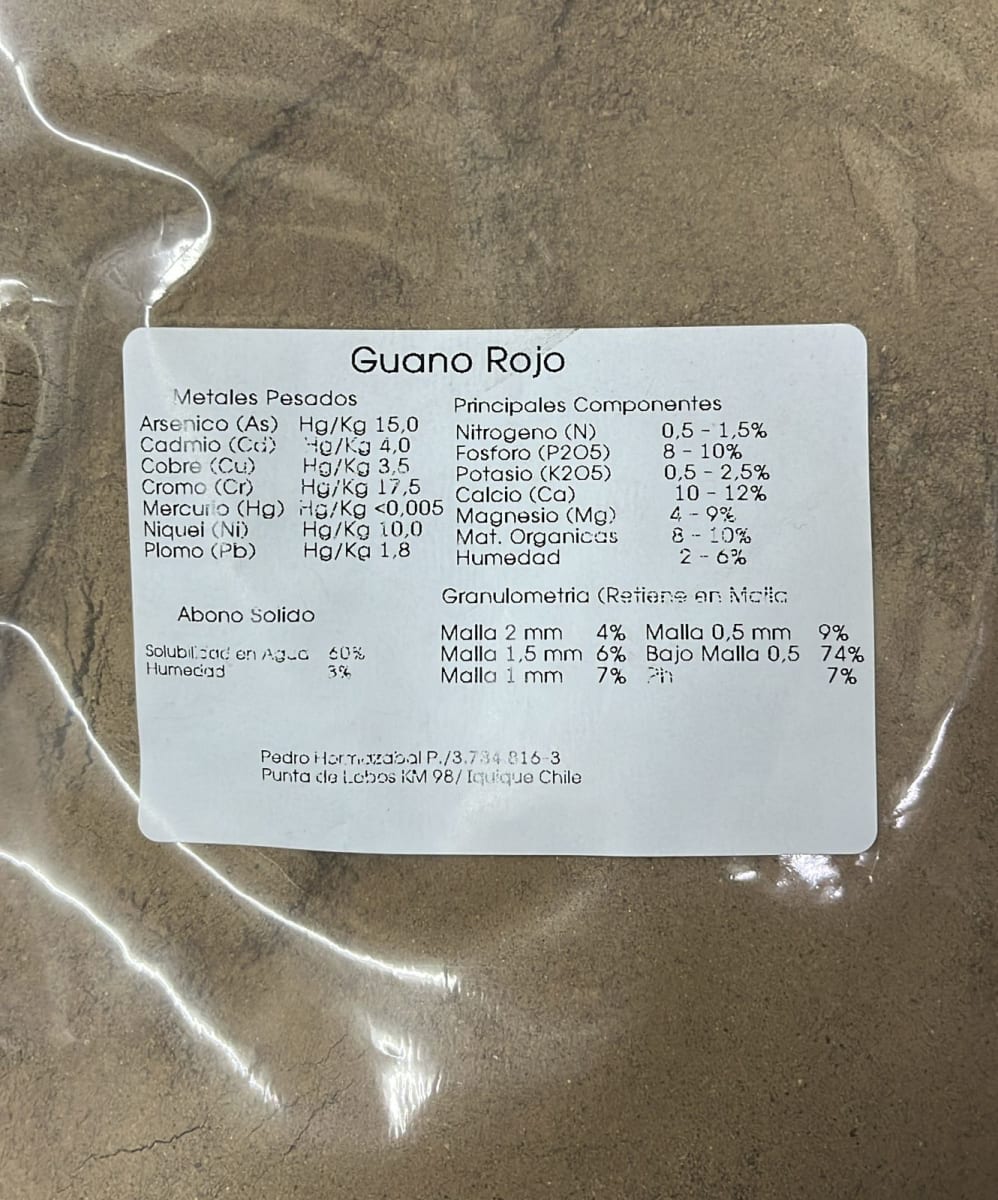 Guano Rojo
Metales Pesados
Arsenico (As) Hg/Kg 15,0
Cadmio (Cd) Hg/Kg 4,0
Cobre (Cu) Hg/Kg 3,5
Cromo (Cr) Hg/Kg 17,5
Mercurio (Hg) Hg/Kg <0,005
Niquel (Ni) Hg/Kg 10,0
Plomo (Pb) Hg/Kg 1,8
Principales Componentes
Nitrogeno (N) 0,5 - 1,5%
Fosforo (P2O5) 8 - 10%
Potasio (K2O5) 0,5 - 2,5%
Calcio (Ca) 10 - 12%
Magnesio (Mg) 4 - 9%
Mat. Organicas 8 - 10%
Humedad 2 - 6%
Abono Solido
Solubilidad en Agua 60%
Humedad 3%
Granulometria (Retiene en Malla
Malla 2 mm 4% Malla 0,5 mm 9%
Malla 1,5 mm 6% Bajo Malla 0,5 74%
Malla 1 mm 7% Ph 7%
Pedro Hormazabal P./3.734.816-3
Punta de Lobos KM 98/ Iquique Chile